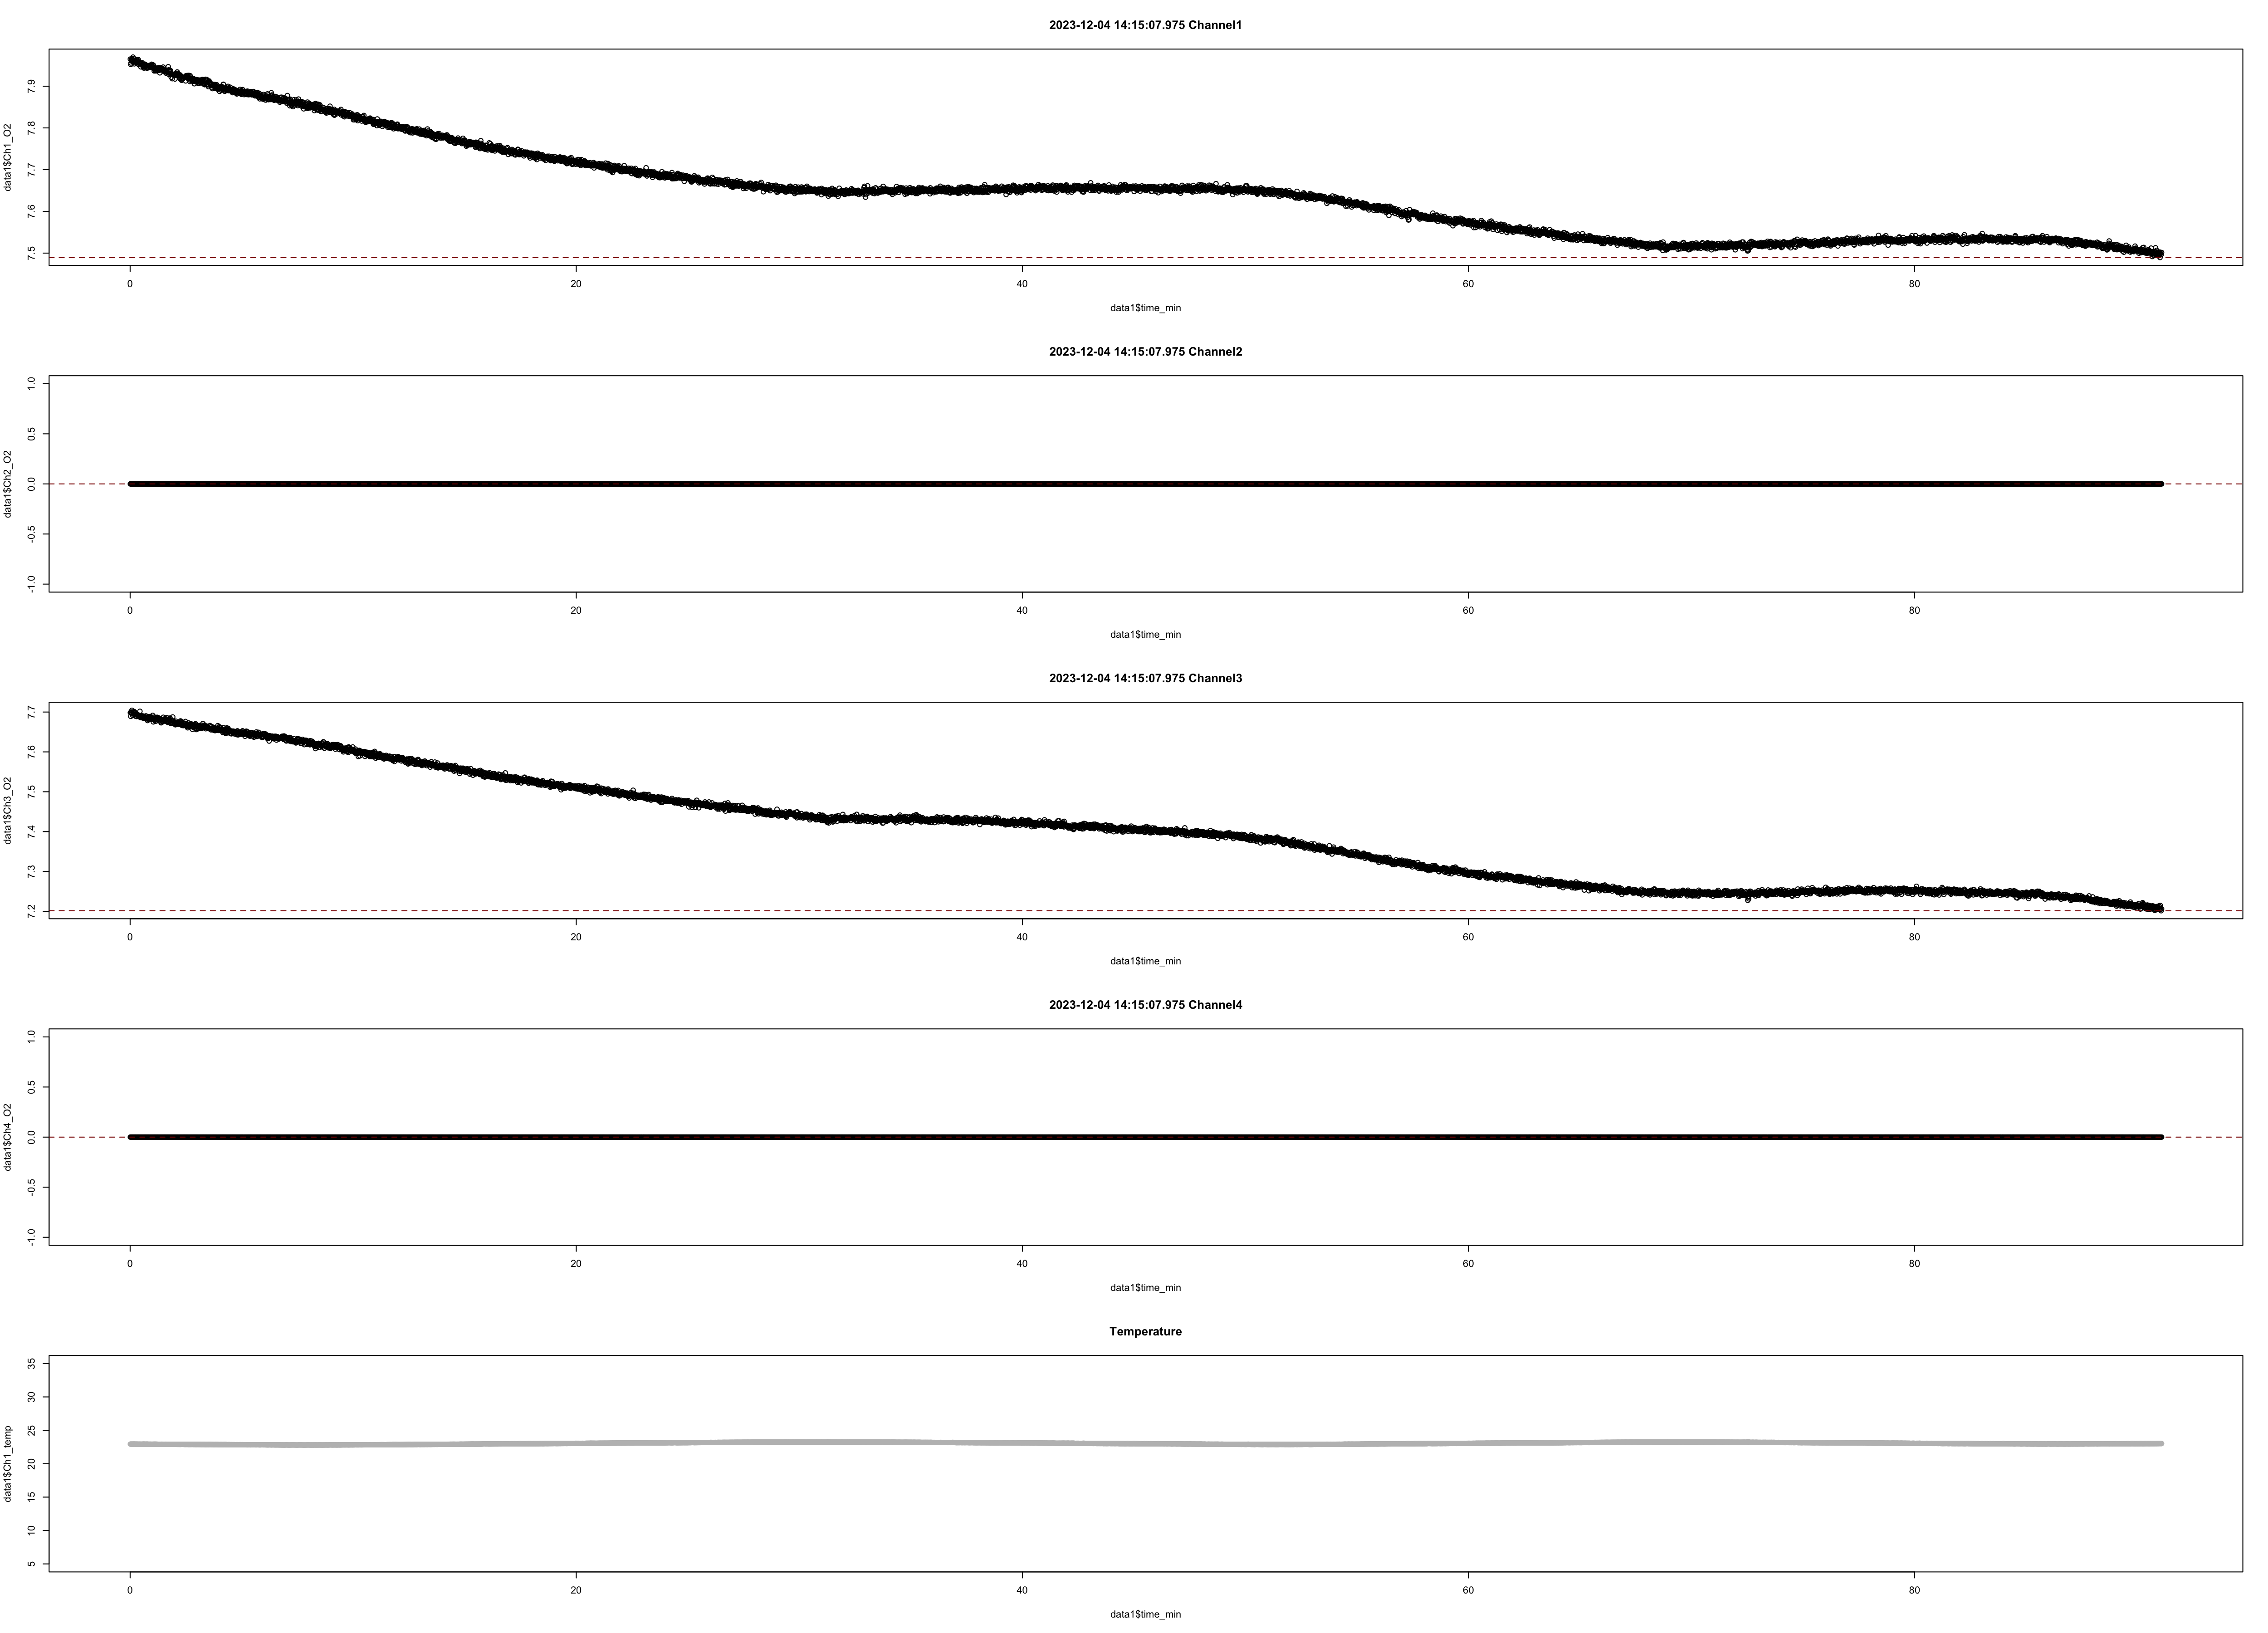 2023-12-04 14:15:07.975 Channel1
data1$Ch1_O2
7.5 7.6 7.7 7.8 7.9
0 20 40 60 80
data1$time_min
2023-12-04 14:15:07.975 Channel2
data1$Ch2_O2
-1.0 -0.5 0.0 0.5 1.0
0 20 40 60 80
data1$time_min
2023-12-04 14:15:07.975 Channel3
data1$Ch3_O2
7.2 7.3 7.4 7.5 7.6 7.7
0 20 40 60 80
data1$time_min
2023-12-04 14:15:07.975 Channel4
data1$Ch4_O2
-1.0 -0.5 0.0 0.5 1.0
0 20 40 60 80
data1$time_min
Temperature
data1$Ch1_temp
5 10 15 20 25 30 35
0 20 40 60 80
data1$time_min